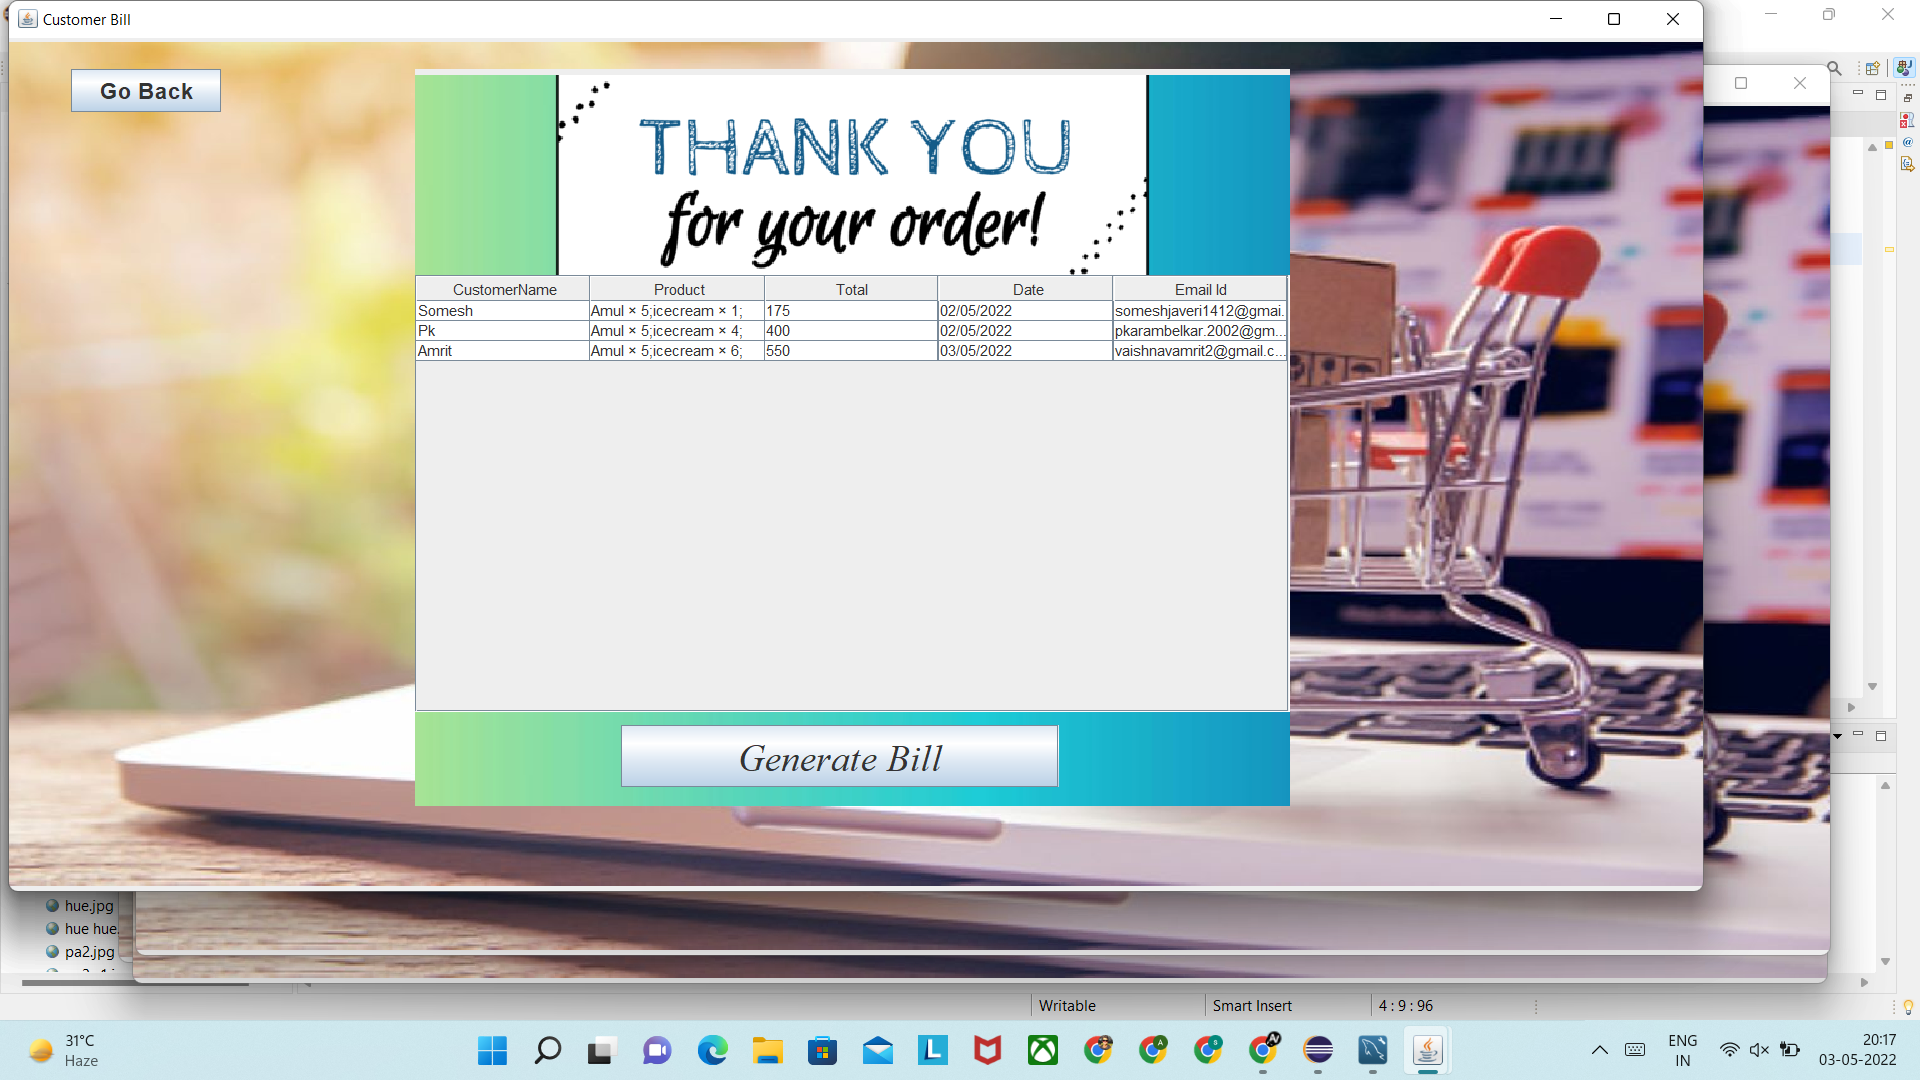 Customer Bill
Go Back
THANK YOU
for your order!
CustomerName Product Total Date Email Id
Somesh Amul × 5;icecream × 1; 175 02/05/2022 someshjaveri1412@gmai.
Pk Amul × 5;icecream × 4; 400 02/05/2022 pkarambelkar.2002@gm...
Amrit Amul × 5;icecream × 6; 550 03/05/2022 vaishnavamrit2@gmail.c...
Generate Bill
hue.jpg
hue hue.
pa2.jpg
Writable Smart Insert 4 : 9 : 96
31°C
Haze
ENG
IN
20:17
03-05-2022